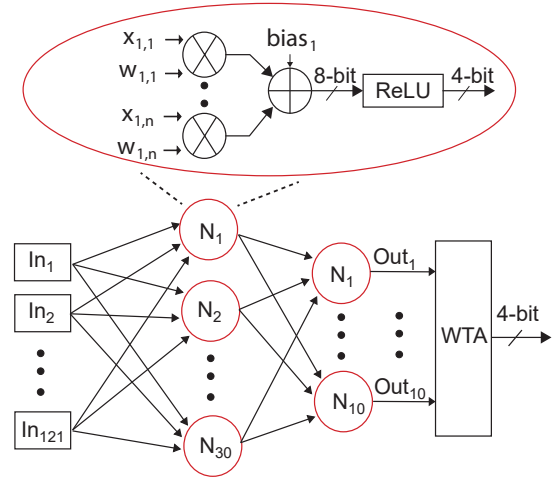 x1,1
w1,1
x1,n
w1,n
bias1
8-bit
ReLU
4-bit
In1
In2
In121
N1
N2
N30
N1
N10
Out1
Out10
WTA
4-bit